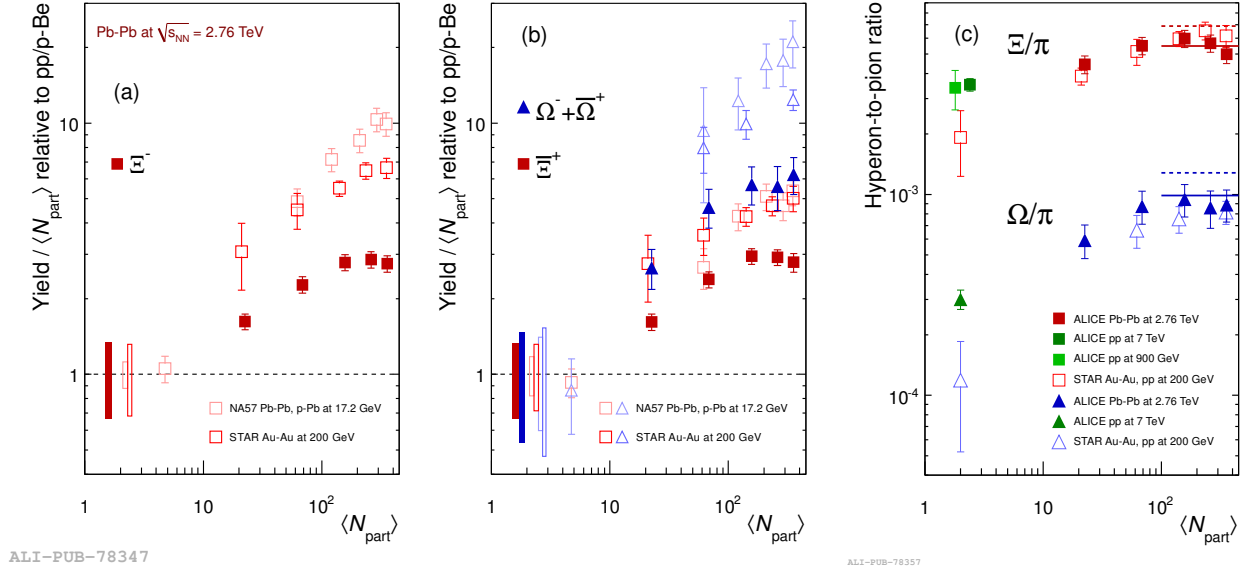 Pb-Pb at √s_NN = 2.76 TeV
(a)
Ξ⁻
NA57 Pb-Pb, p-Pb at 17.2 GeV
STAR Au-Au at 200 GeV
Yield / ⟨N_part⟩ relative to pp/p-Be
10
1
1
10
10²
⟨N_part⟩
(b)
Ω⁻+Ω̅⁺
Ξ̅⁺
NA57 Pb-Pb, p-Pb at 17.2 GeV
STAR Au-Au at 200 GeV
Yield / ⟨N_part⟩ relative to pp/p-Be
10
1
1
10
10²
⟨N_part⟩
(c)
Ξ/π
Ω/π
ALICE Pb-Pb at 2.76 TeV
ALICE pp at 7 TeV
ALICE pp at 900 GeV
STAR Au-Au, pp at 200 GeV
ALICE Pb-Pb at 2.76 TeV
ALICE pp at 7 TeV
STAR Au-Au, pp at 200 GeV
Hyperon-to-pion ratio
10⁻³
10⁻⁴
1
10
10²
⟨N_part⟩
ALI-PUB-78347
ALI-PUB-78357